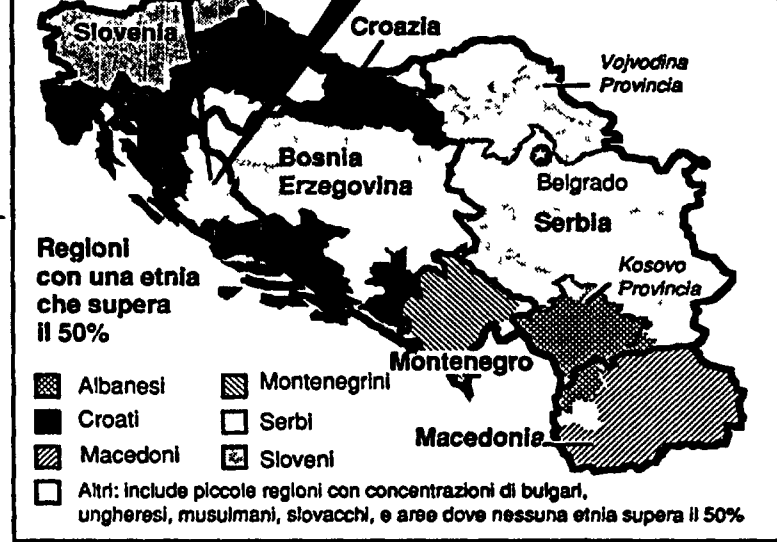 Slovenia
Croazia
Vojvodina
Provincia
Bosnia
Erzegovina
Belgrado
Serbia
Kosovo
Provincia
Regioni
con una etnia
che supera
il 50%
Montenegro
Macedonia
Albanesi
Montenegrini
Croati
Serbi
Macedoni
Sloveni
Altri: include piccole regioni con concentrazioni di bulgari,
ungheresi, musulmani, slovacchi, e aree dove nessuna etnia supera il 50%